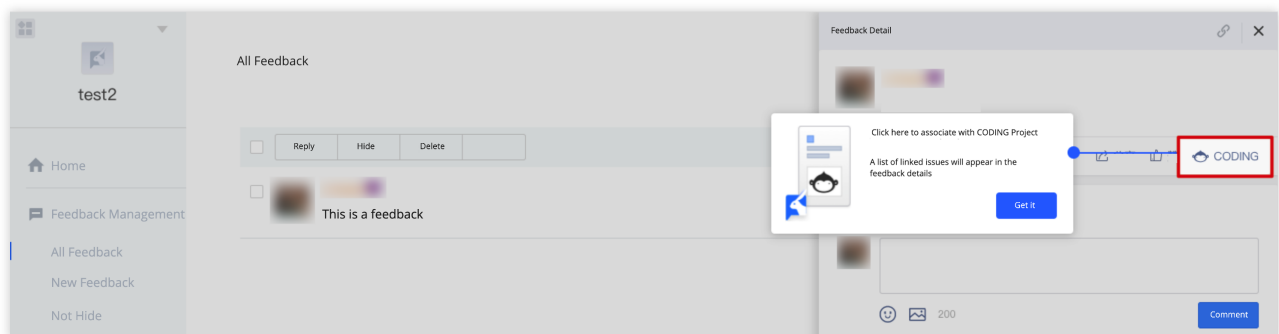 test2
Home
Feedback Management
All Feedback
New Feedback
Not Hide
All Feedback
Reply Hide Delete
This is a feedback
Feedback Detail
Click here to associate with CODING Project
A list of linked issues will appear in the
feedback details
Get it
CODING
200
Comment